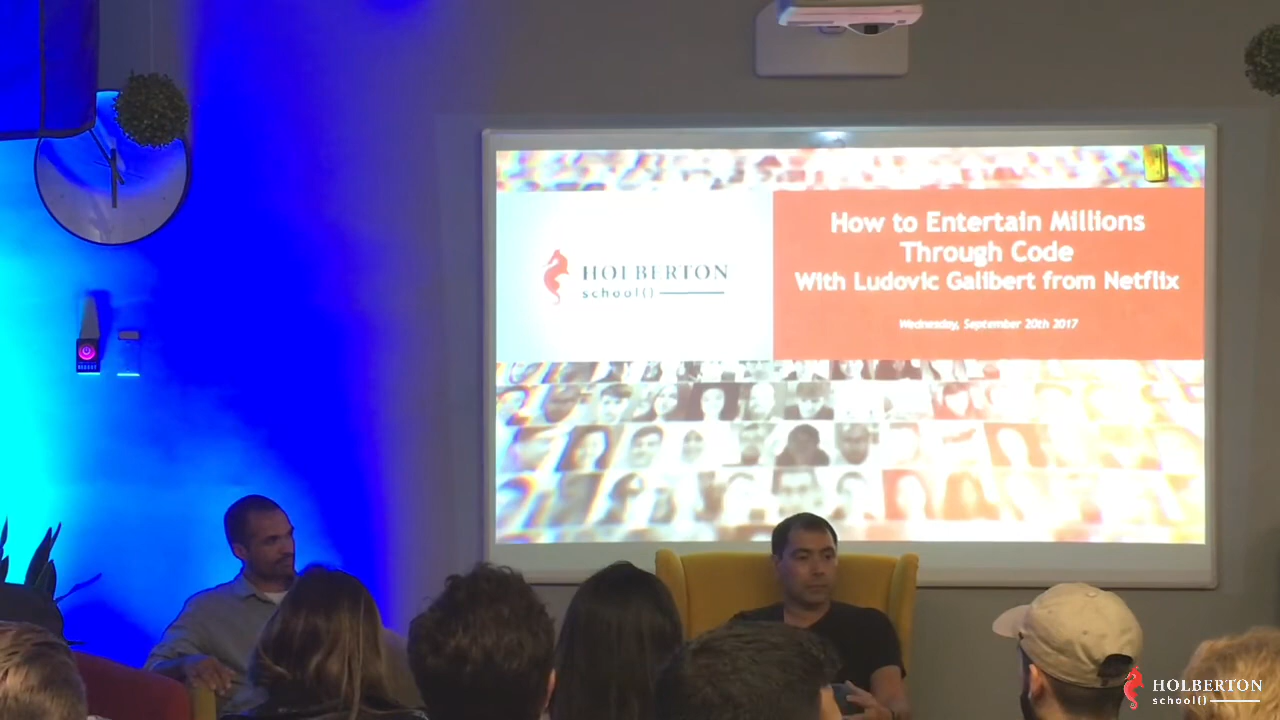 How to Entertain Millions
Through Code
With Ludovic Galibert from Netflix
Wednesday, September 20th 2017
HOLBERTON
school()
HOLBERTON
school()